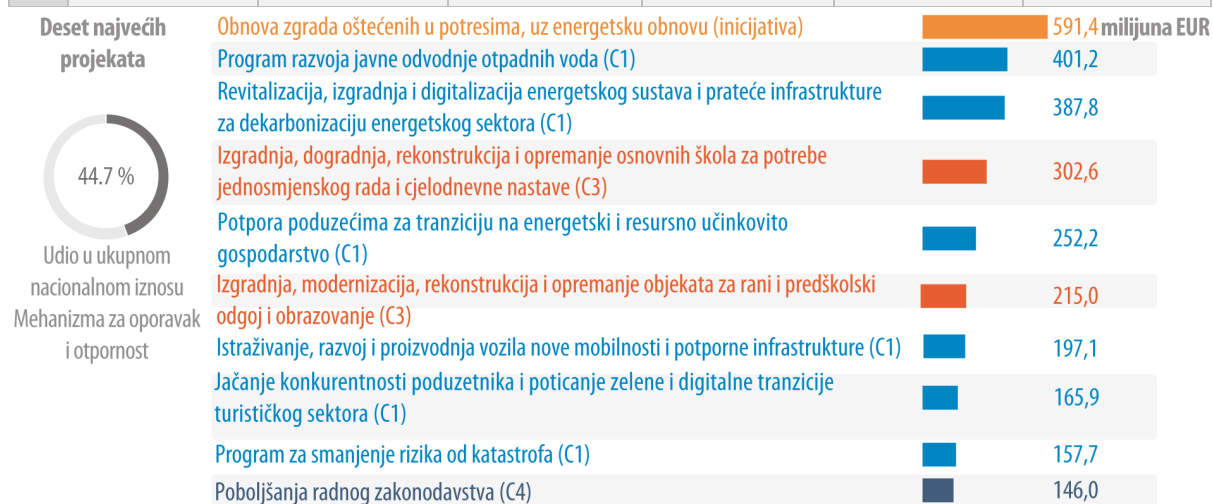 Deset najvećih
projekata
44.7 %
Udio u ukupnom
nacionalnom iznosu
Mehanizma za oporavak
i otpornost
Obnova zgrada oštećenih u potresima, uz energetsku obnovu (inicijativa) 591,4 milijuna EUR
Program razvoja javne odvodnje otpadnih voda (C1) 401,2
Revitalizacija, izgradnja i digitalizacija energetskog sustava i prateće infrastrukture
za dekarbonizaciju energetskog sektora (C1) 387,8
Izgradnja, dogradnja, rekonstrukcija i opremanje osnovnih škola za potrebe
jednosmjenskog rada i cjelodnevne nastave (C3) 302,6
Potpora poduzećima za tranziciju na energetski i resursno učinkovito
gospodarstvo (C1) 252,2
Izgradnja, modernizacija, rekonstrukcija i opremanje objekata za rani i predškolski
odgoj i obrazovanje (C3) 215,0
Istraživanje, razvoj i proizvodnja vozila nove mobilnosti i potporne infrastrukture (C1) 197,1
Jačanje konkurentnosti poduzetnika i poticanje zelene i digitalne tranzicije
turističkog sektora (C1) 165,9
Program za smanjenje rizika od katastrofa (C1) 157,7
Poboljšanja radnog zakonodavstva (C4) 146,0